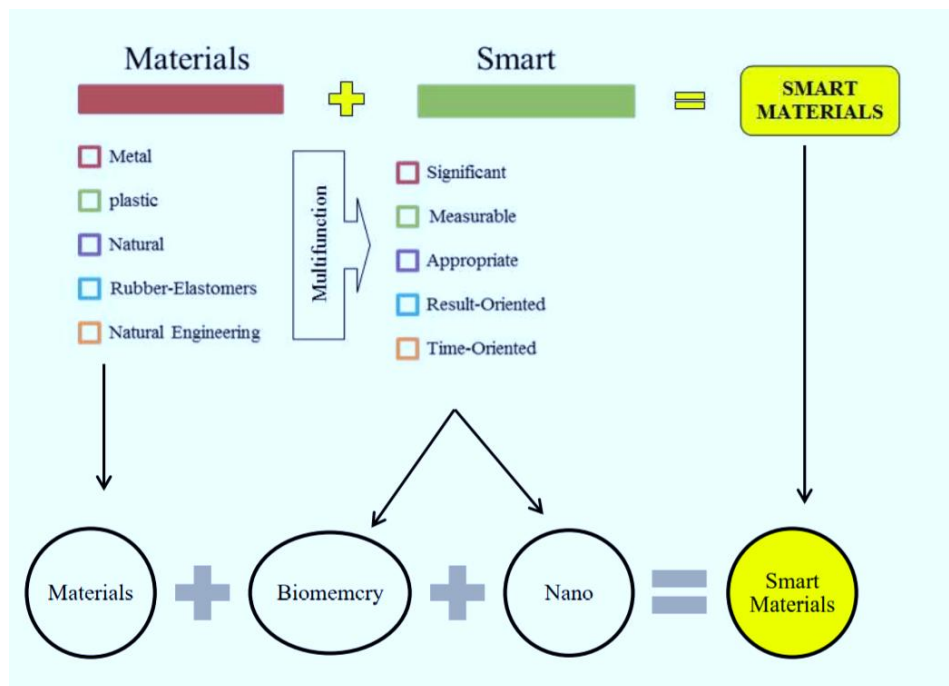 Materials
Smart
SMART
MATERIALS
Metal
plastic
Natural
Rubber-Elastomers
Natural Engineering
Multifunction
Significant
Measurable
Appropriate
Result-Oriented
Time-Oriented
Materials
Biomemcry
Nano
Smart
Materials